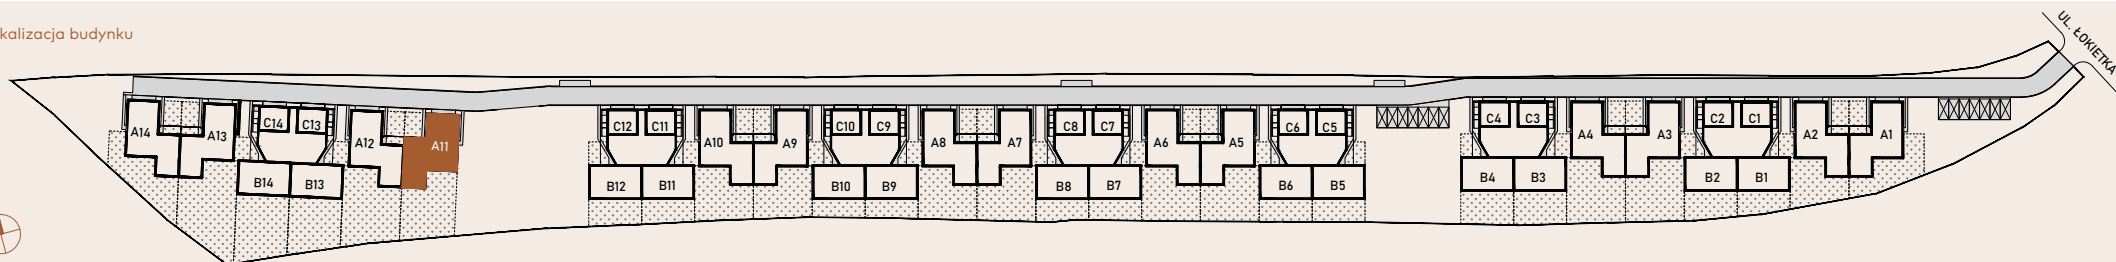 kalizacja budynku
UL. ŁOKIETKA
A14
A13
C14
C13
B14
B13
A12
A11
C12
C11
B12
B11
A10
A9
C10
C9
B10
B9
A8
A7
C8
C7
B8
B7
A6
A5
C6
C5
B6
B5
C4
C3
B4
B3
A4
A3
C2
C1
B2
B1
A2
A1